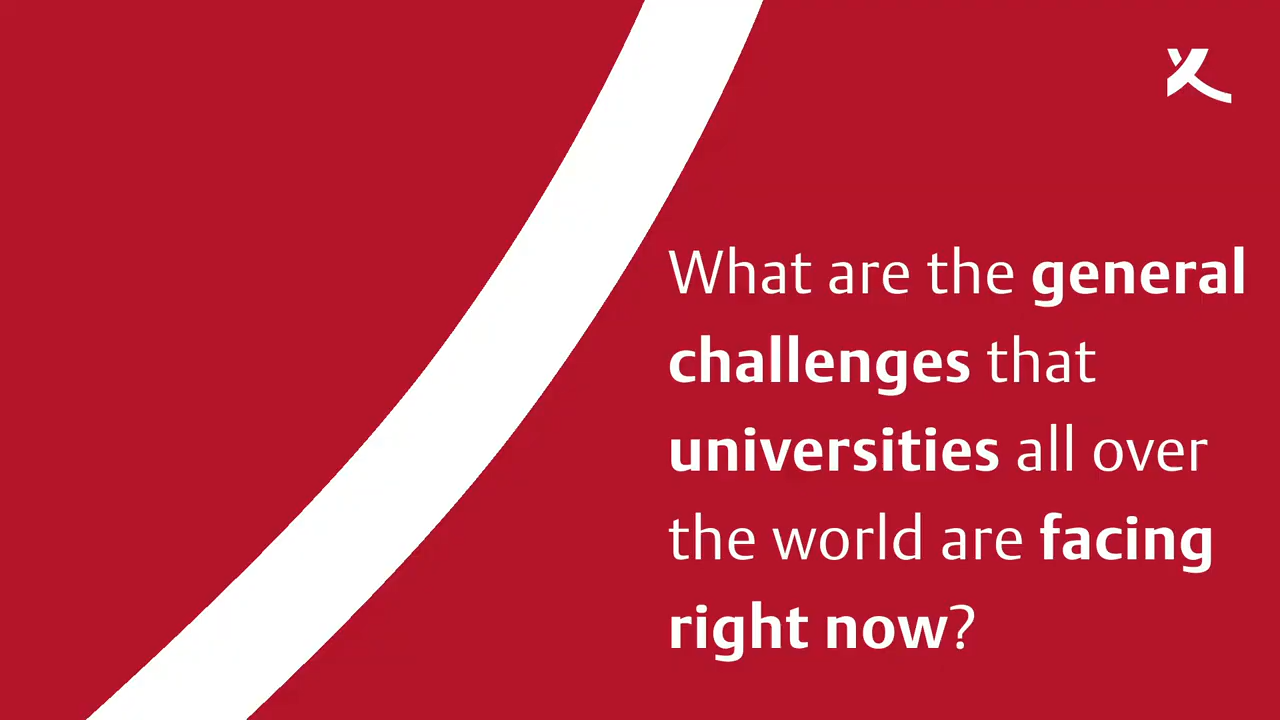 What are the general
challenges that
universities all over
the world are facing
right now?